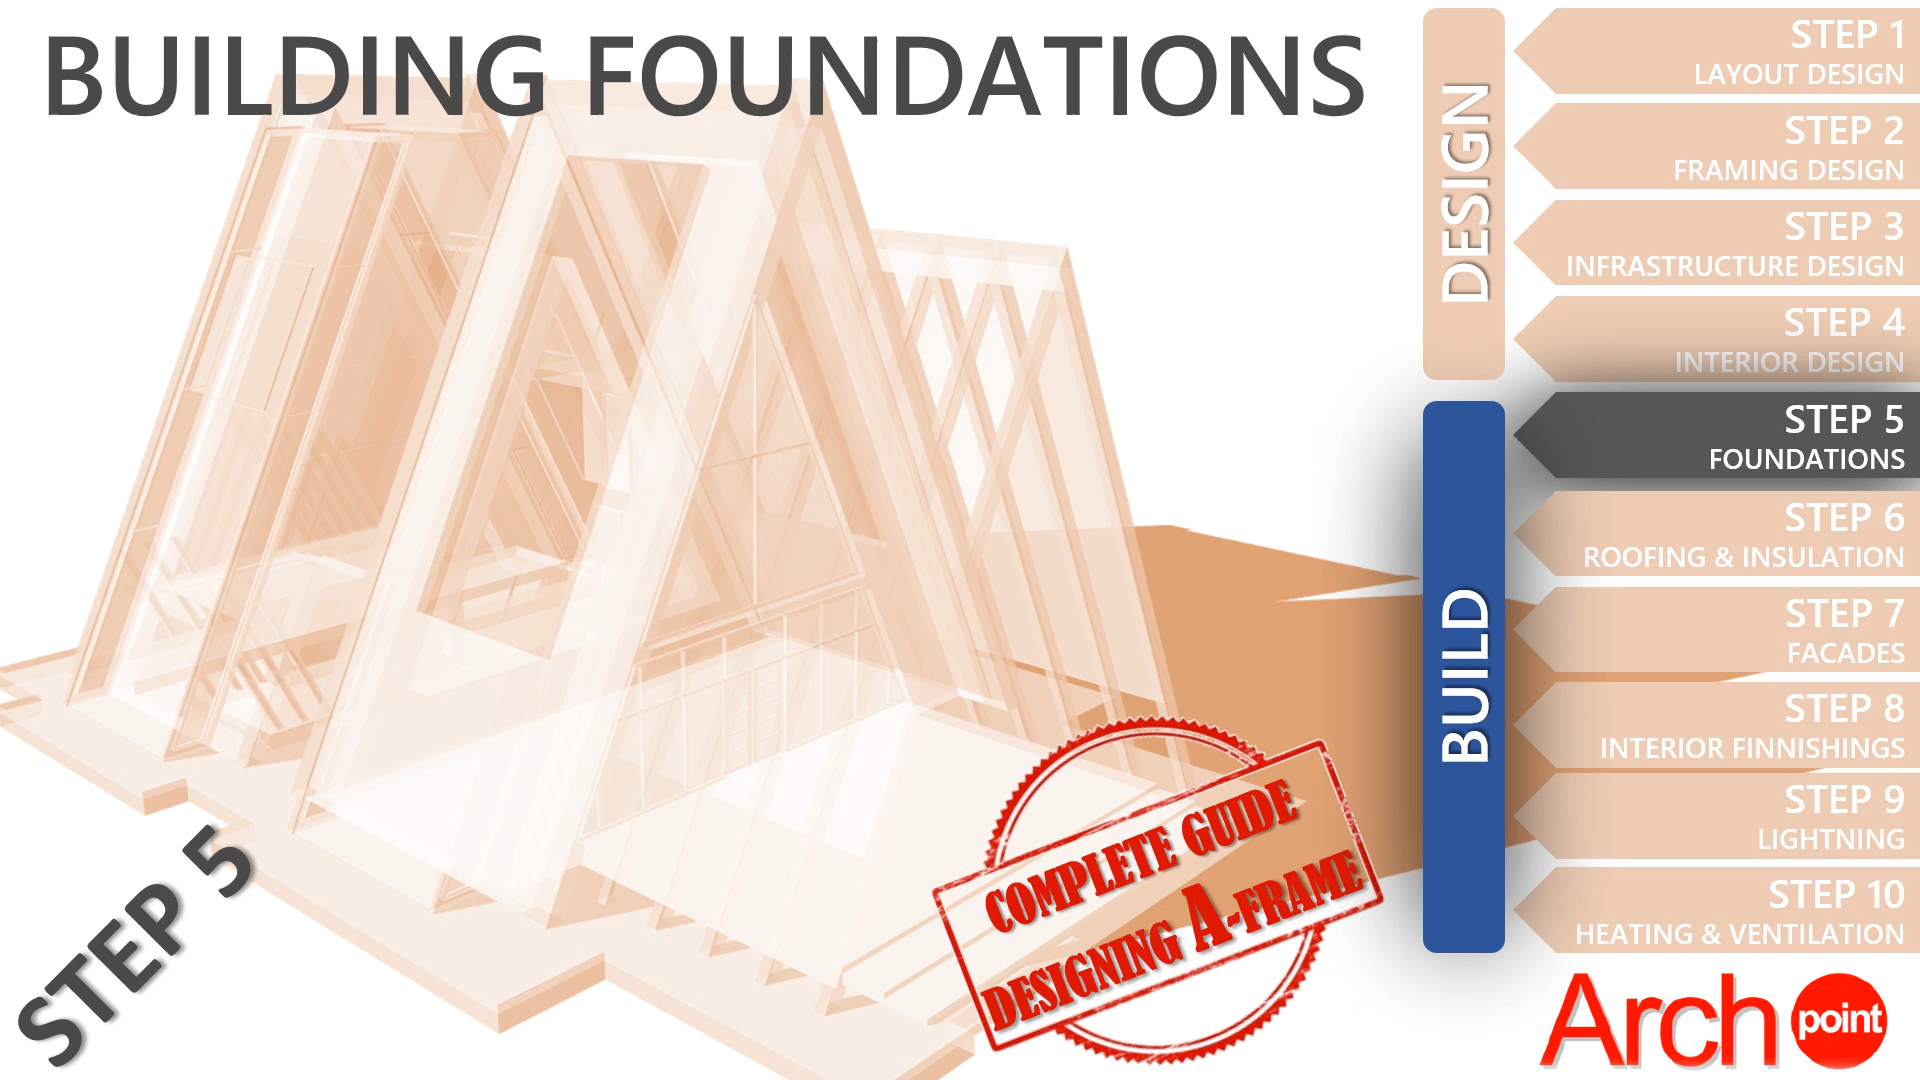 BUILDING FOUNDATIONS
DESIGN
STEP 1
LAYOUT DESIGN
STEP 2
FRAMING DESIGN
STEP 3
INFRASTRUCTURE DESIGN
STEP 4
INTERIOR DESIGN
BUILD
STEP 5
FOUNDATIONS
STEP 6
ROOFING & INSULATION
STEP 7
FACADES
STEP 8
INTERIOR FINNISHINGS
STEP 9
LIGHTNING
STEP 10
HEATING & VENTILATION
STEP 5
COMPLETE GUIDE
DESIGNING A-FRAME
Arch point